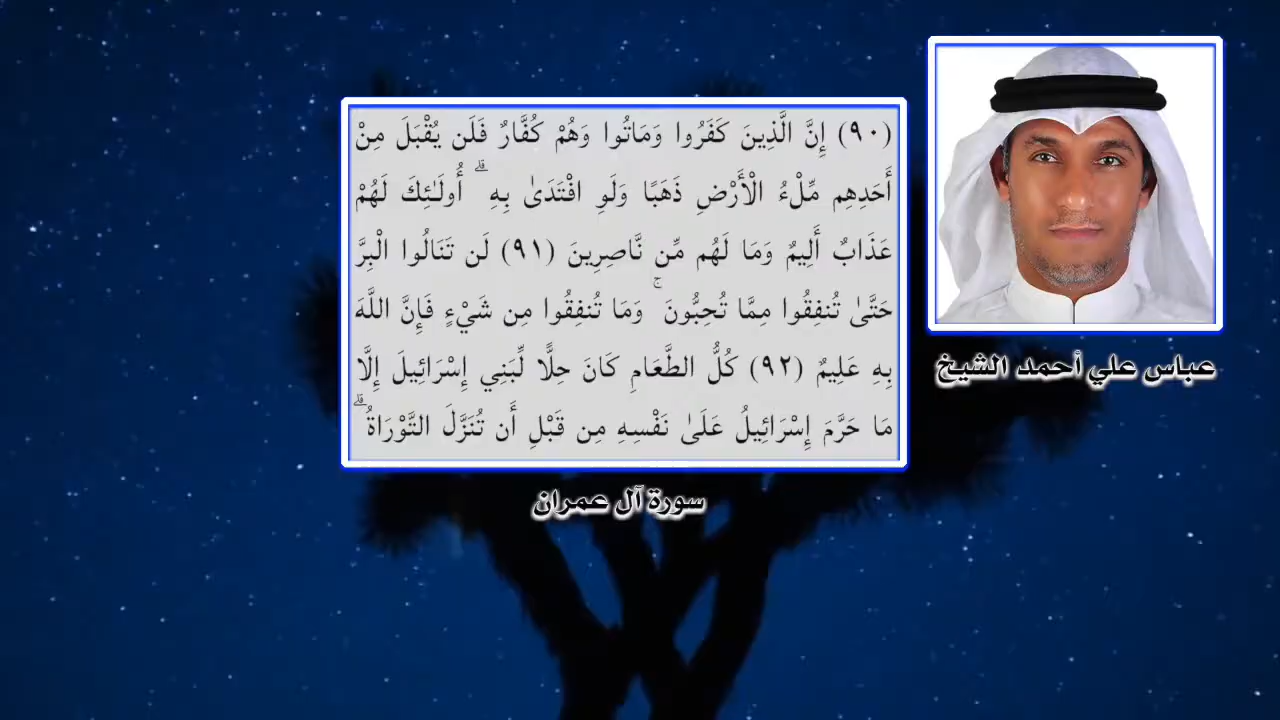 (٩٠) إِنَّ الَّذِينَ كَفَرُوا وَمَاتُوا وَهُمْ كُفَّارٌ فَلَن يُقْبَلَ مِنْ
أَحَدِهِم مِّلْءُ الْأَرْضِ ذَهَبًا وَلَوِ افْتَدَىٰ بِهِ ۗ أُولَـٰئِكَ لَهُمْ
عَذَابٌ أَلِيمٌ وَمَا لَهُم مِّن نَّاصِرِينَ (٩١) لَن تَنَالُوا الْبِرَّ
حَتَّىٰ تُنفِقُوا مِمَّا تُحِبُّونَ ۚ وَمَا تُنفِقُوا مِن شَيْءٍ فَإِنَّ اللَّهَ
بِهِ عَلِيمٌ (٩٢) كُلُّ الطَّعَامِ كَانَ حِلًّا لِّبَنِي إِسْرَائِيلَ إِلَّا
مَا حَرَّمَ إِسْرَائِيلُ عَلَىٰ نَفْسِهِ مِن قَبْلِ أَن تُنَزَّلَ التَّوْرَاةُ ۗ
عباس علي أحمد الشيخ
سورة آل عمران